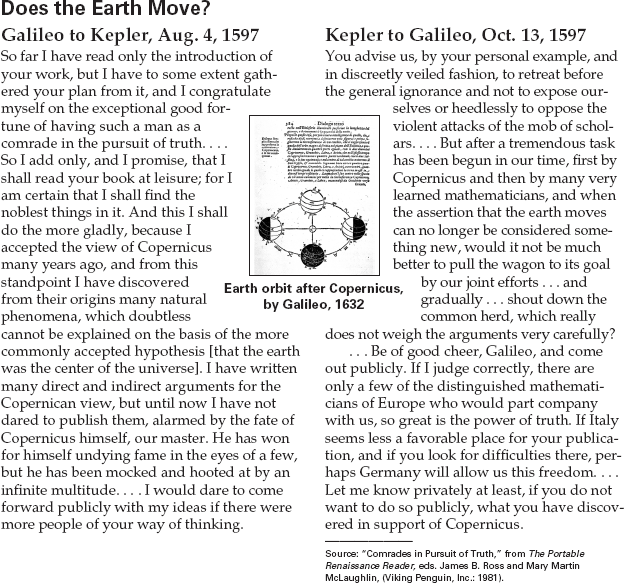 Does the Earth Move?
Galileo to Kepler, Aug. 4, 1597
So far I have read only the introduction of
your work, but I have to some extent gath-
ered your plan from it, and I congratulate
myself on the exceptional good for-
tune of having such a man as a
comrade in the pursuit of truth. . . .
So I add only, and I promise, that I
shall read your book at leisure; for I
am certain that I shall find the
noblest things in it. And this I shall
do the more gladly, because I
accepted the view of Copernicus
many years ago, and from this
standpoint I have discovered
from their origins many natural
phenomena, which doubtless
cannot be explained on the basis of the more
commonly accepted hypothesis [that the earth
was the center of the universe]. I have written
many direct and indirect arguments for the
Copernican view, but until now I have not
dared to publish them, alarmed by the fate of
Copernicus himself, our master. He has won
for himself undying fame in the eyes of a few,
but he has been mocked and hooted at by an
infinite multitude. . . . I would dare to come
forward publicly with my ideas if there were
more people of your way of thinking.
Earth orbit after Copernicus,
by Galileo, 1632
Kepler to Galileo, Oct. 13, 1597
You advise us, by your personal example, and
in discreetly veiled fashion, to retreat before
the general ignorance and not to expose our-
selves or heedlessly to oppose the
violent attacks of the mob of schol-
ars. . . . But after a tremendous task
has been begun in our time, first by
Copernicus and then by many very
learned mathematicians, and when
the assertion that the earth moves
can no longer be considered some-
thing new, would it not be much
better to pull the wagon to its goal
by our joint efforts . . . and
gradually . . . shout down the
common herd, which really
does not weigh the arguments very carefully?
. . . Be of good cheer, Galileo, and come
out publicly. If I judge correctly, there are
only a few of the distinguished mathemati-
cians of Europe who would part company
with us, so great is the power of truth. If Italy
seems less a favorable place for your publica-
tion, and if you look for difficulties there, per-
haps Germany will allow us this freedom. . . .
Let me know privately at least, if you do not
want to do so publicly, what you have discov-
ered in support of Copernicus.
Source: “Comrades in Pursuit of Truth,” from The Portable
Renaissance Reader, eds. James B. Ross and Mary Martin
McLaughlin, (Viking Penguin, Inc.: 1981).